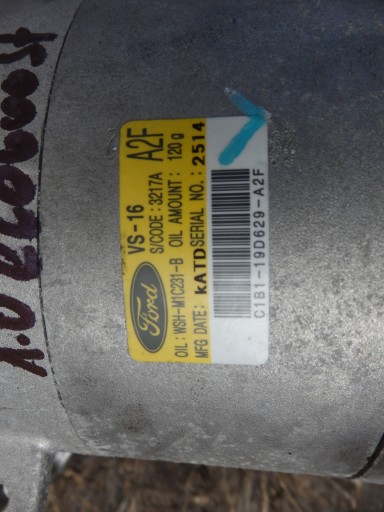 Ford
VS-16
S/CODE: 3217A
A2F
OIL: WSH-M1C231-B OIL AMOUNT: 120 g
MFG DATE: KATD SERIAL NO.: 2514
C1B1-19D629-A2F